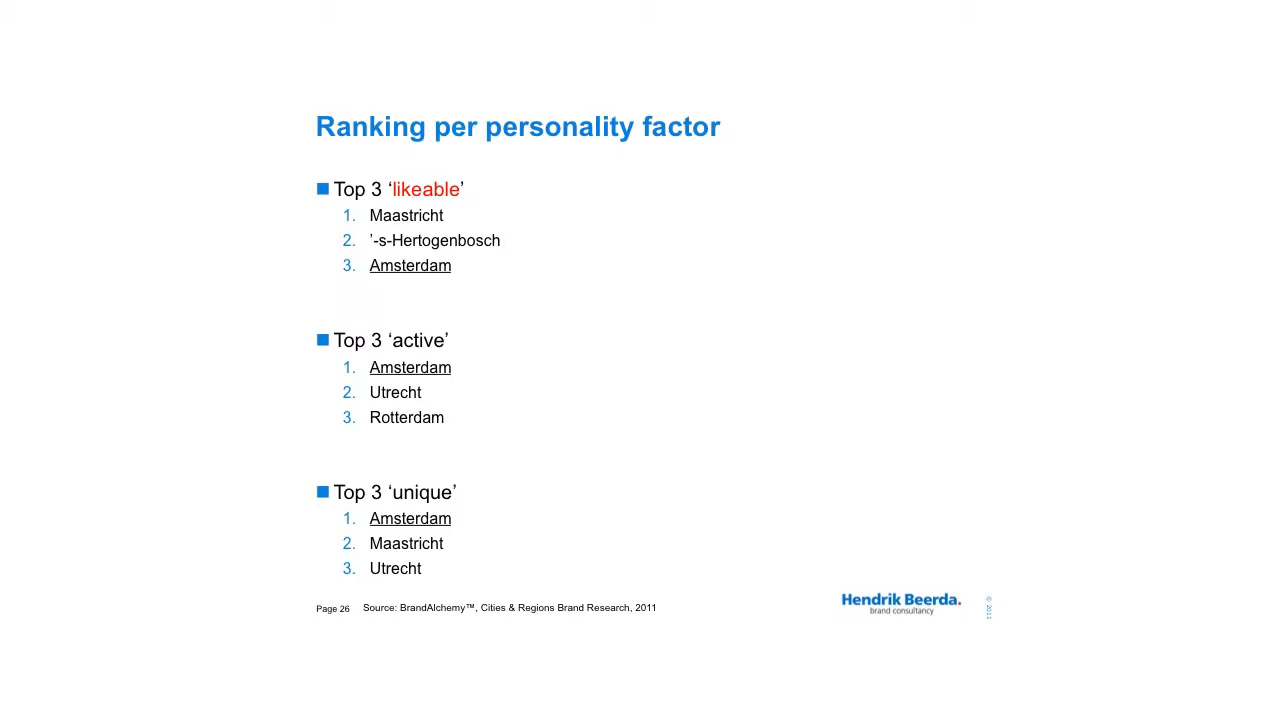 Ranking per personality factor
Top 3 ‘likeable’
1. Maastricht
2. ’-s-Hertogenbosch
3. Amsterdam
Top 3 ‘active’
1. Amsterdam
2. Utrecht
3. Rotterdam
Top 3 ‘unique’
1. Amsterdam
2. Maastricht
3. Utrecht
Page 26 Source: BrandAlchemy™, Cities & Regions Brand Research, 2011
Hendrik Beerda.
brand consultancy
© 2011